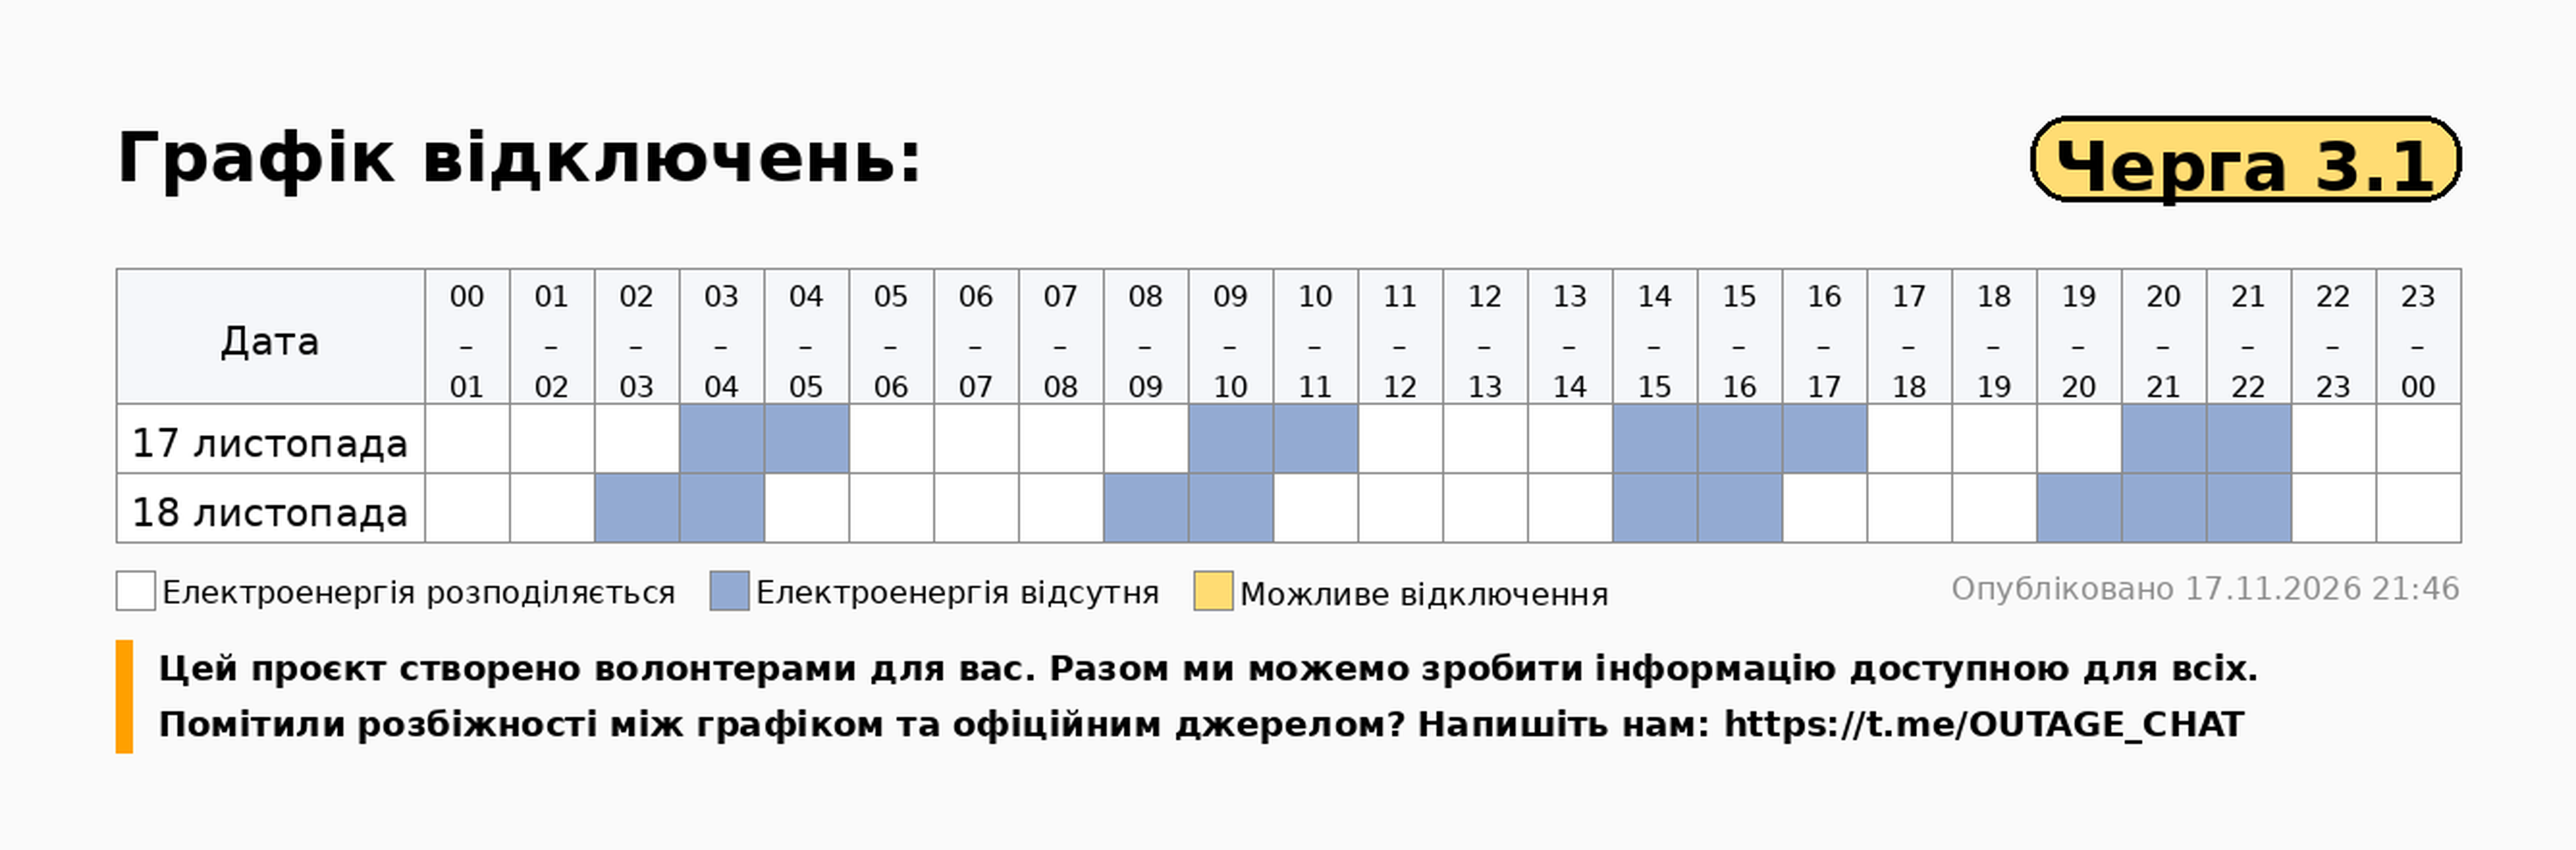 Графік відключень:
Черга 3.1
Дата 00 – 01 01 – 02 02 – 03 03 – 04 04 – 05 05 – 06 06 – 07 07 – 08 08 – 09 09 – 10 10 – 11 11 – 12 12 – 13 13 – 14 14 – 15 15 – 16 16 – 17 17 – 18 18 – 19 19 – 20 20 – 21 21 – 22 22 – 23 23 – 00
17 листопада
18 листопада
Електроенергія розподіляється Електроенергія відсутня Можливе відключення Опубліковано 17.11.2026 21:46
Цей проєкт створено волонтерами для вас. Разом ми можемо зробити інформацію доступною для всіх.
Помітили розбіжності між графіком та офіційним джерелом? Напишіть нам: https://t.me/OUTAGE_CHAT